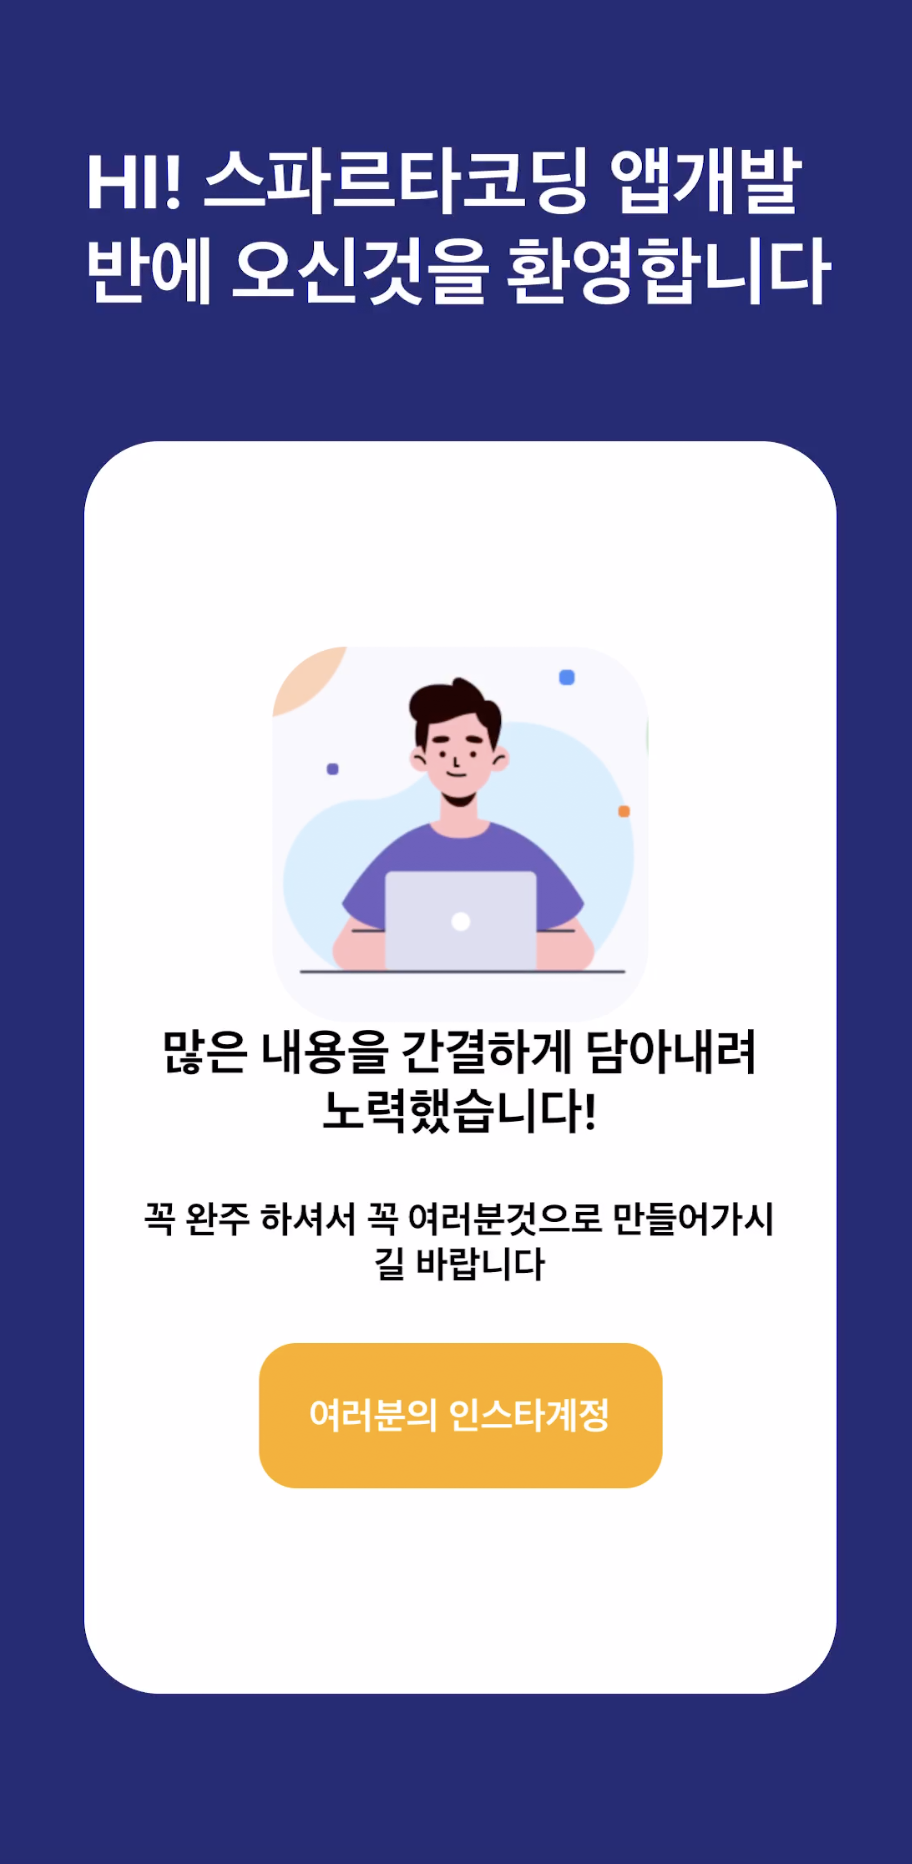 HI! 스파르타코딩 앱개발
반에 오신것을 환영합니다
많은 내용을 간결하게 담아내려
노력했습니다!
꼭 완주 하셔서 꼭 여러분것으로 만들어가시
길 바랍니다
여러분의 인스타계정